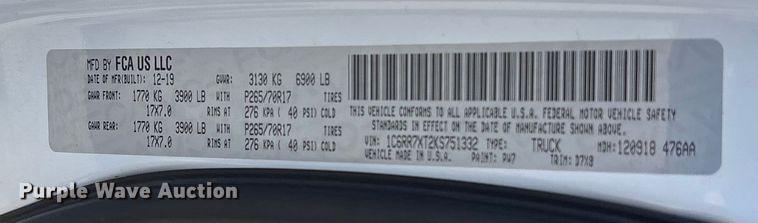 MFD BY FCA US LLC
DATE OF MFR(BUILT): 12-19 GVWR: 3130 KG 6900 LB
GAWR FRONT: 1770 KG 3900 LB WITH P265/70R17 TIRES
17X7.0 RIMS AT 276 KPA ( 40 PSI) COLD
GAWR REAR: 1770 KG 3900 LB WITH P265/70R17 TIRES
17X7.0 RIMS AT 276 KPA ( 40 PSI) COLD
THIS VEHICLE CONFORMS TO ALL APPLICABLE U.S.A. FEDERAL MOTOR VEHICLE SAFETY
STANDARDS IN EFFECT ON THE DATE OF MANUFACTURE SHOWN ABOVE.
VIN: 1C6RR7XT2KS751332 TYPE: TRUCK MDH: 120918 476AA
VEHICLE MADE IN U.S.A. PAINT: PW7 TRIM: D7X8
Purple Wave Auction